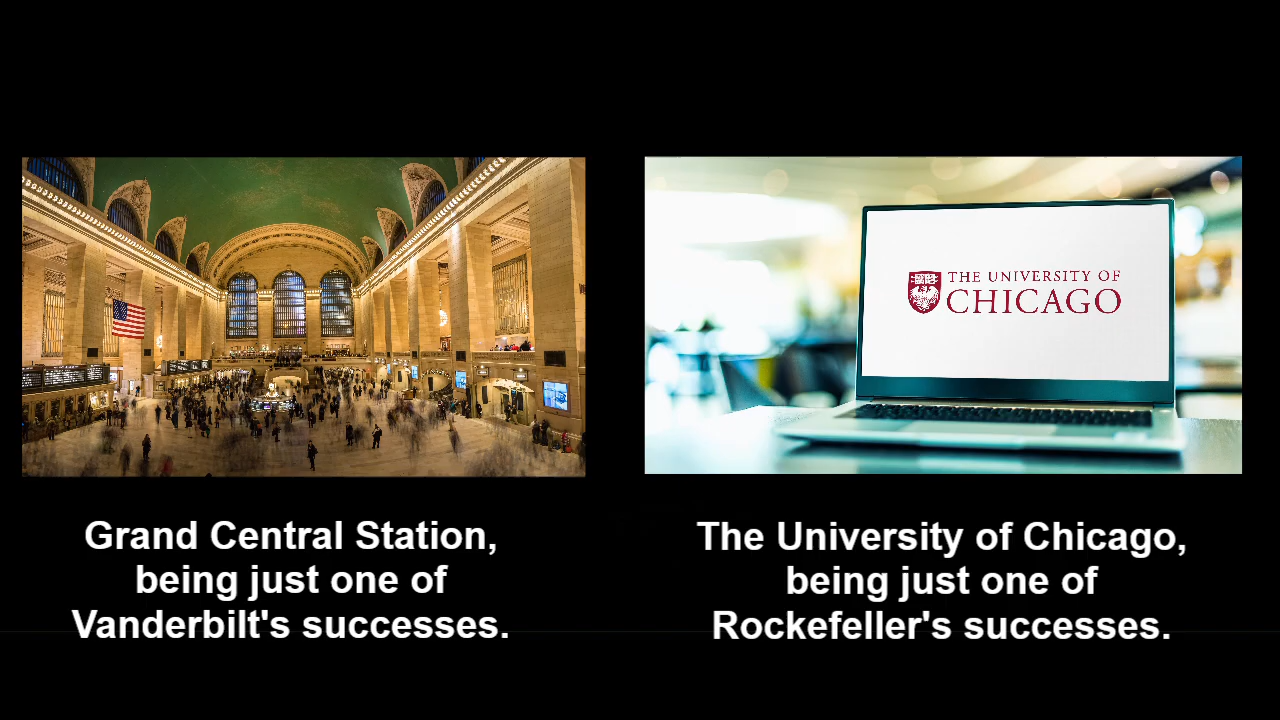 THE UNIVERSITY OF
CHICAGO
Grand Central Station,
being just one of
Vanderbilt's successes.
The University of Chicago,
being just one of
Rockefeller's successes.